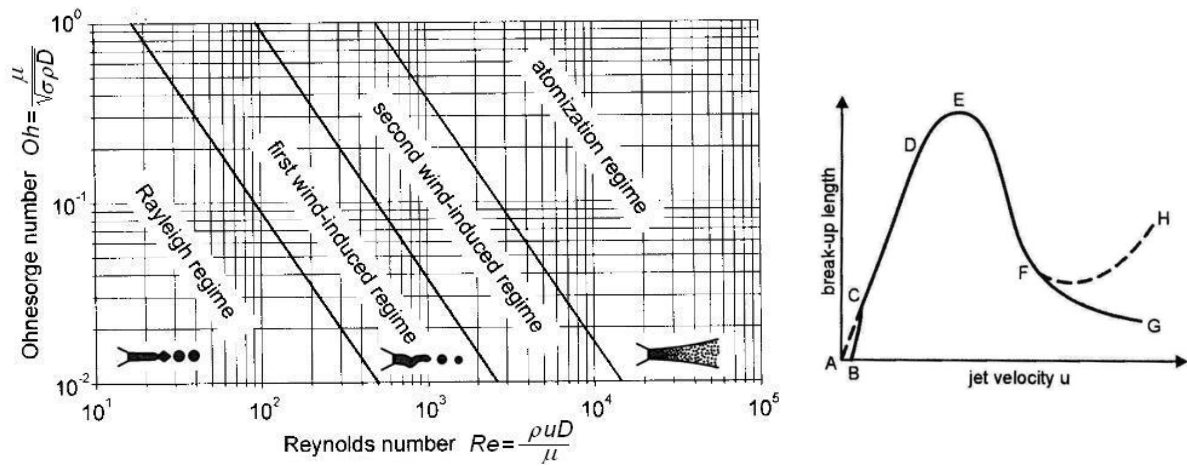 10⁰
10⁻¹
10⁻²
Ohnesorge number Oh = μ / √σρD
Rayleigh regime
first wind-induced regime
second wind-induced regime
atomization regime
10¹ 10² 10³ 10⁴ 10⁵
Reynolds number Re = ρuD / μ
break-up length
A
B
C
D
E
F
G
H
jet velocity u